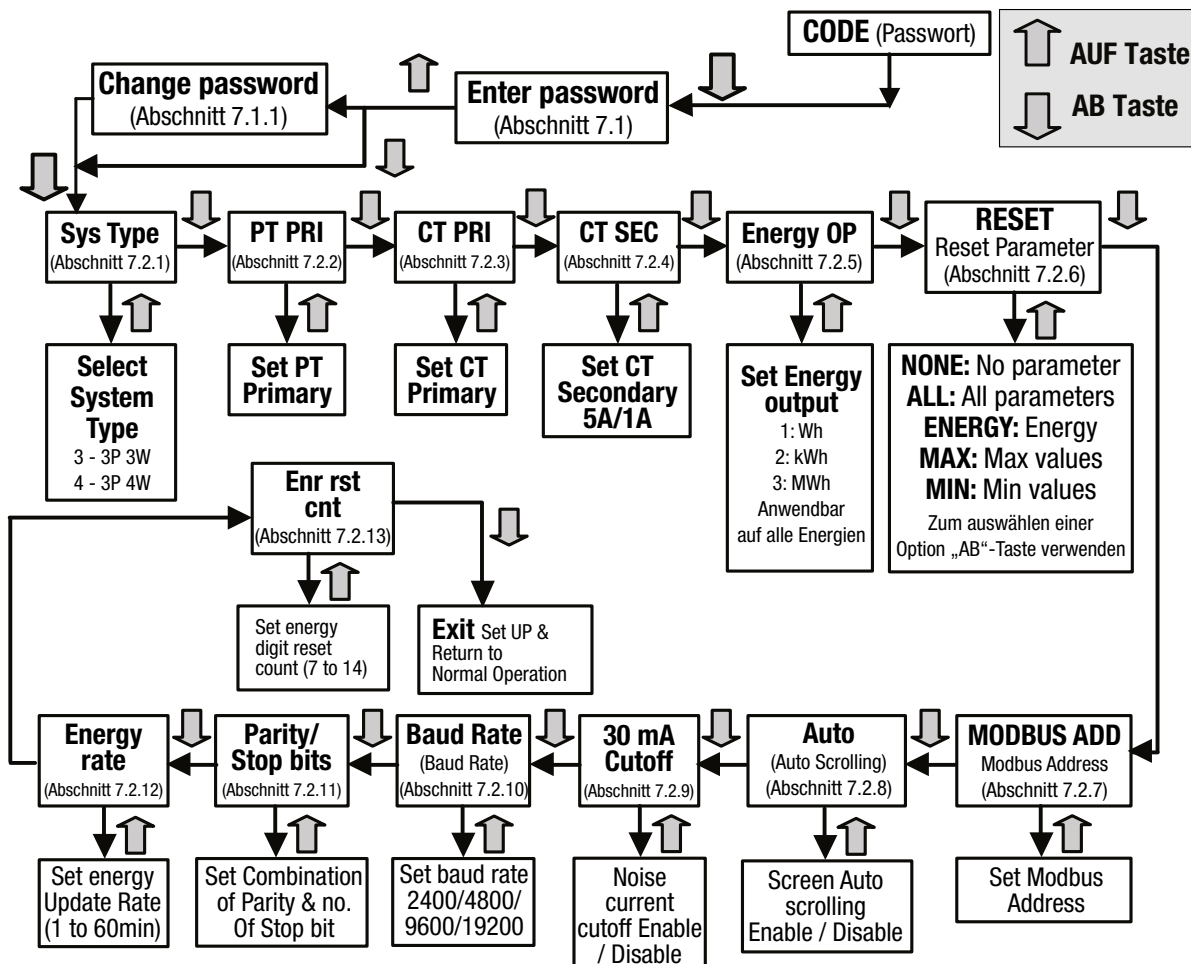 CODE (Passwort)
AUF Taste
AB Taste
Change password
(Abschnitt 7.1.1)
Enter password
(Abschnitt 7.1)
Sys Type
(Abschnitt 7.2.1)
PT PRI
(Abschnitt 7.2.2)
CT PRI
(Abschnitt 7.2.3)
CT SEC
(Abschnitt 7.2.4)
Energy OP
(Abschnitt 7.2.5)
RESET
Reset Parameter
(Abschnitt 7.2.6)
Select
System
Type
3 - 3P 3W
4 - 3P 4W
Set PT
Primary
Set CT
Primary
Set CT
Secondary
5A/1A
Set Energy
output
1: Wh
2: kWh
3: MWh
Anwendbar
auf alle Energien
NONE: No parameter
ALL: All parameters
ENERGY: Energy
MAX: Max values
MIN: Min values
Zum auswählen einer
Option „AB“-Taste verwenden
Enr rst
cnt
(Abschnitt 7.2.13)
Set energy
digit reset
count (7 to 14)
Exit Set UP &
Return to
Normal Operation
Energy
rate
(Abschnitt 7.2.12)
Parity/
Stop bits
(Abschnitt 7.2.11)
Baud Rate
(Baud Rate)
(Abschnitt 7.2.10)
30 mA
Cutoff
(Abschnitt 7.2.9)
Auto
(Auto Scrolling)
(Abschnitt 7.2.8)
MODBUS ADD
Modbus Address
(Abschnitt 7.2.7)
Set energy
Update Rate
(1 to 60min)
Set Combination
of Parity & no.
Of Stop bit
Set baud rate
2400/4800/
9600/19200
Noise
current
cutoff Enable
/ Disable
Screen Auto
scrolling
Enable / Disable
Set Modbus
Address